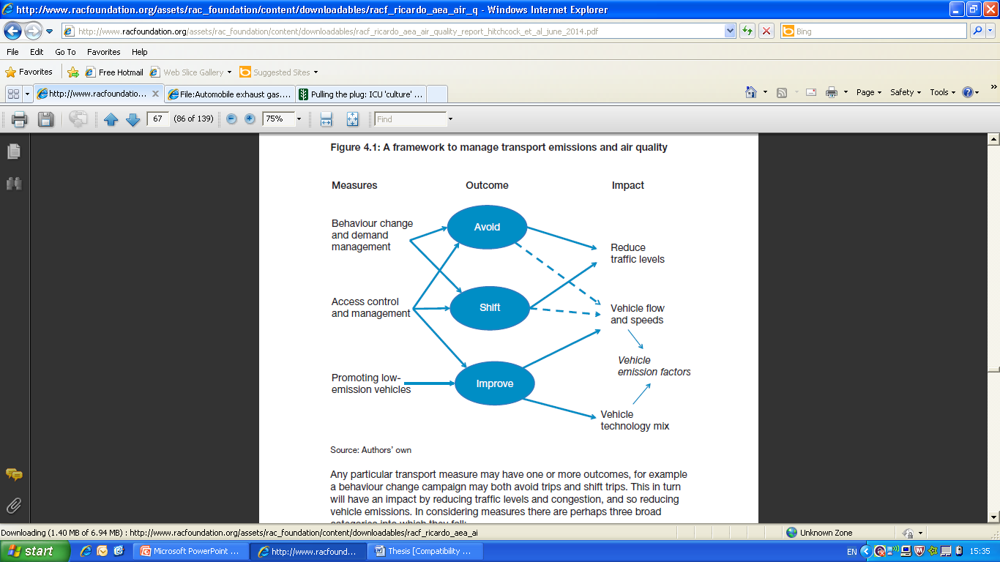 http://www.racfoundation.org/assets/rac_foundation/content/downloadables/racf_ricardo_aea_air_q - Windows Internet Explorer
http://www.racfoundation.org/assets/rac_foundation/content/downloadables/racf_ricardo_aea_air_quality_report_hitchcock_et_al_june_2014.pdf
Bing
File Edit Go To Favorites Help
Favorites Free Hotmail Web Slice Gallery Suggested Sites
http://www.racfoundatio... X File:Automobile exhaust gas.... Pulling the plug: ICU 'culture' ... Page Safety Tools
67 (86 of 139) 75% Find
Figure 4.1: A framework to manage transport emissions and air quality
Measures Outcome Impact
Behaviour change
and demand
management
Avoid
Reduce
traffic levels
Access control
and management
Shift
Vehicle flow
and speeds
Vehicle
emission factors
Promoting low-
emission vehicles
Improve
Vehicle
technology mix
Source: Authors' own
Any particular transport measure may have one or more outcomes, for example
a behaviour change campaign may both avoid trips and shift trips. This in turn
will have an impact by reducing traffic levels and congestion, and so reducing
vehicle emissions. In considering measures there are perhaps three broad
categories into which they fall:
Downloading (1.40 MB of 6.94 MB) : http://www.racfoundation.org/assets/rac_foundation/content/downloadables/racf_ricardo_aea_ai Unknown Zone
start Microsoft PowerPoint ... http://www.racfound... Thesis [Compatibility ... EN 15:35